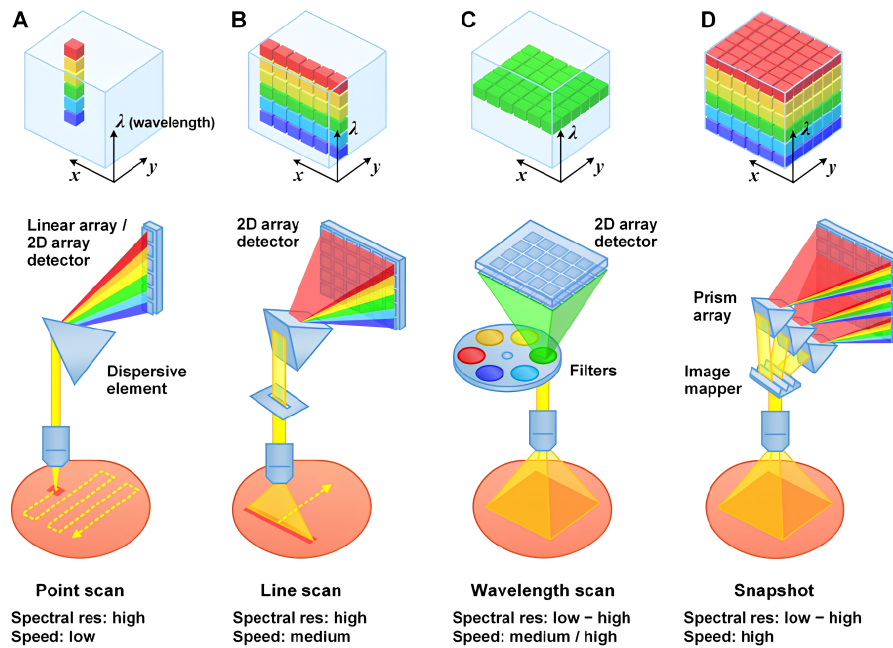 A
B
C
D
λ (wavelength)
x
y
λ
x
y
λ
x
y
λ
x
y
Linear array /
2D array
detector
Dispersive
element
2D array
detector
2D array
detector
Filters
Prism
array
Image
mapper
Point scan
Spectral res: high
Speed: low
Line scan
Spectral res: high
Speed: medium
Wavelength scan
Spectral res: low – high
Speed: medium / high
Snapshot
Spectral res: low – high
Speed: high